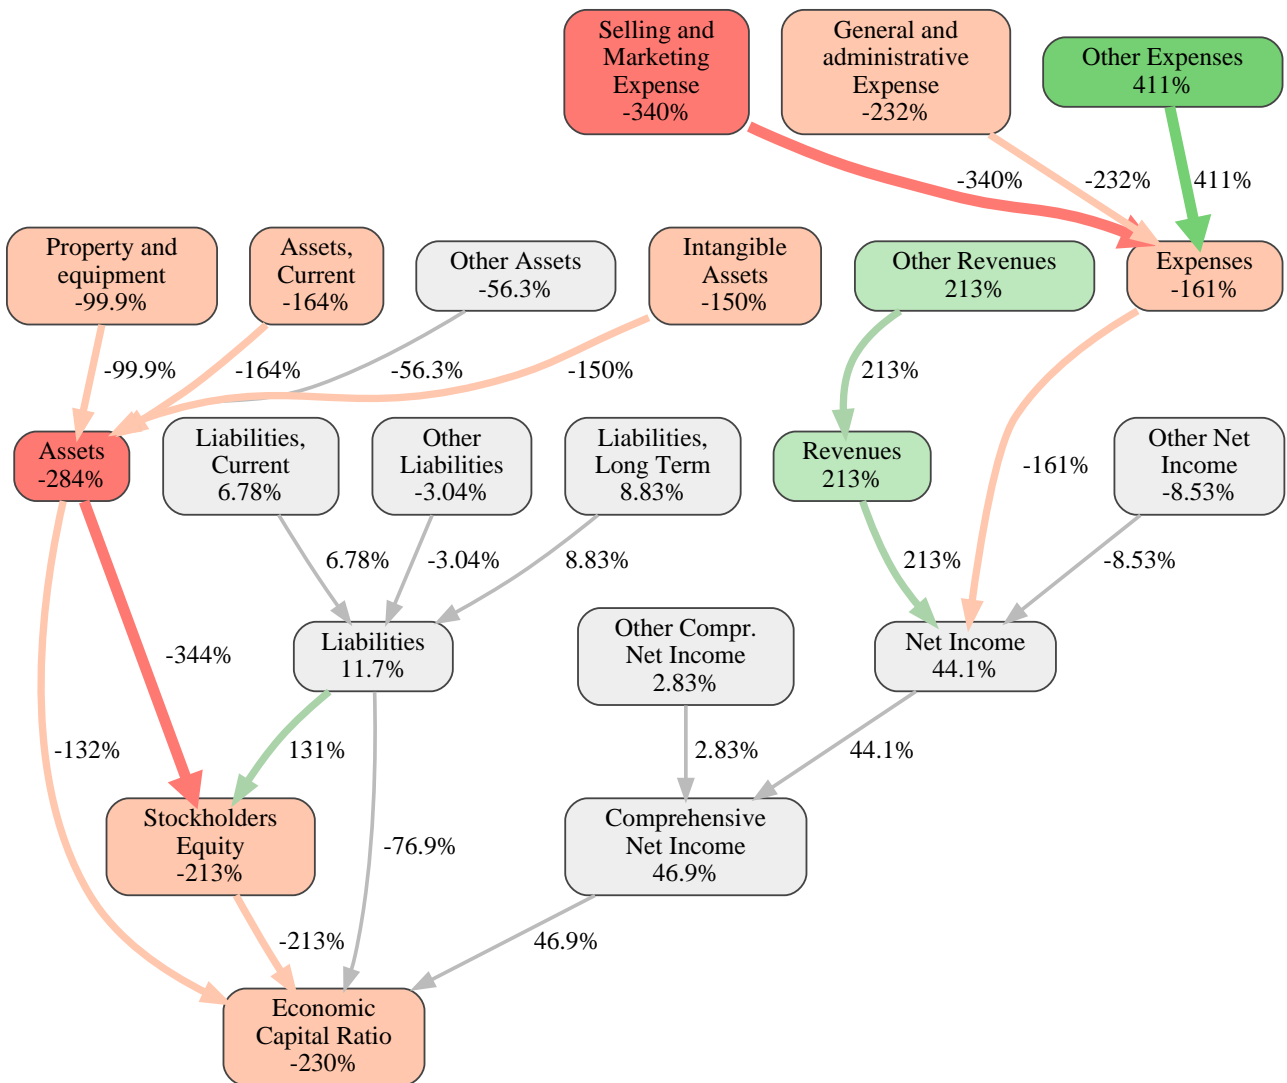 Selling and
Marketing
Expense
-340%
General and
administrative
Expense
-232%
Other Expenses
411%
-340%
-232%
411%
Property and
equipment
-99.9%
Assets,
Current
-164%
Other Assets
-56.3%
Intangible
Assets
-150%
Other Revenues
213%
Expenses
-161%
-99.9%
-164%
-56.3%
-150%
213%
Assets
-284%
Liabilities,
Current
6.78%
Other
Liabilities
-3.04%
Liabilities,
Long Term
8.83%
Revenues
213%
-161%
Other Net
Income
-8.53%
6.78%
-3.04%
8.83%
213%
-8.53%
-344%
Liabilities
11.7%
Other Compr.
Net Income
2.83%
Net Income
44.1%
-132%
131%
2.83%
44.1%
Stockholders
Equity
-213%
-76.9%
Comprehensive
Net Income
46.9%
-213%
46.9%
Economic
Capital Ratio
-230%